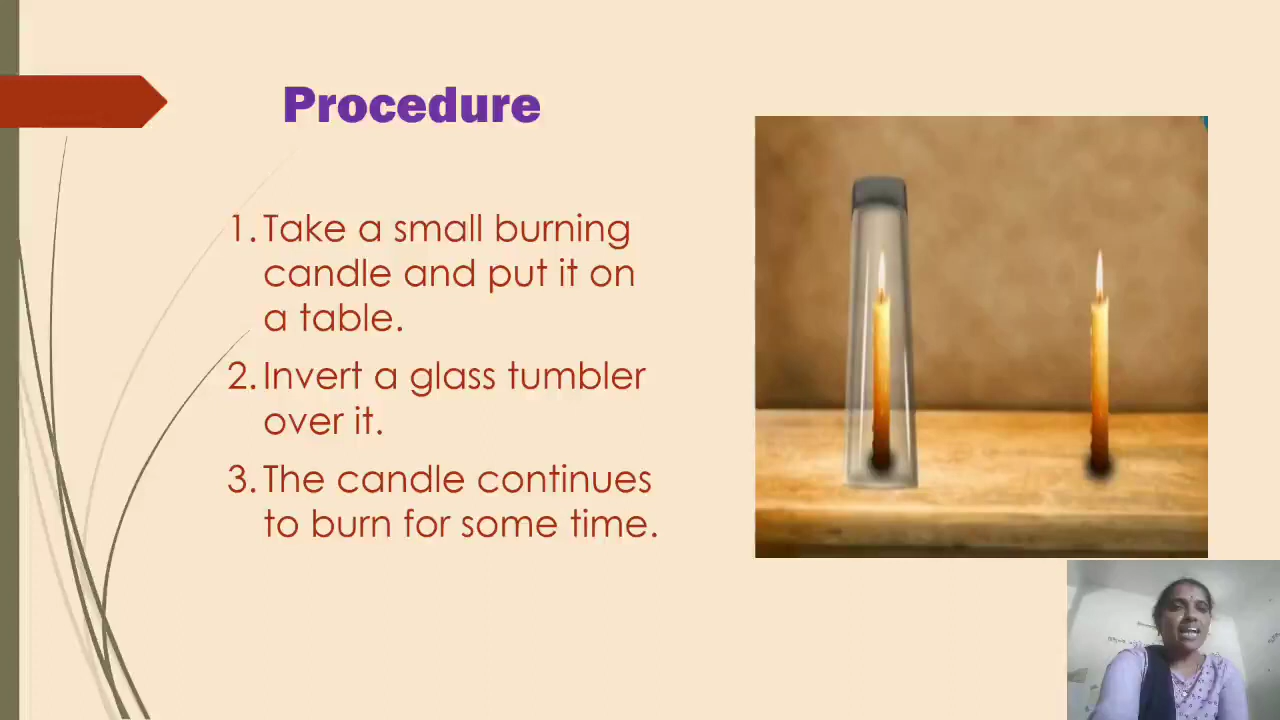 Procedure
1. Take a small burning
candle and put it on
a table.
2. Invert a glass tumbler
over it.
3. The candle continues
to burn for some time.